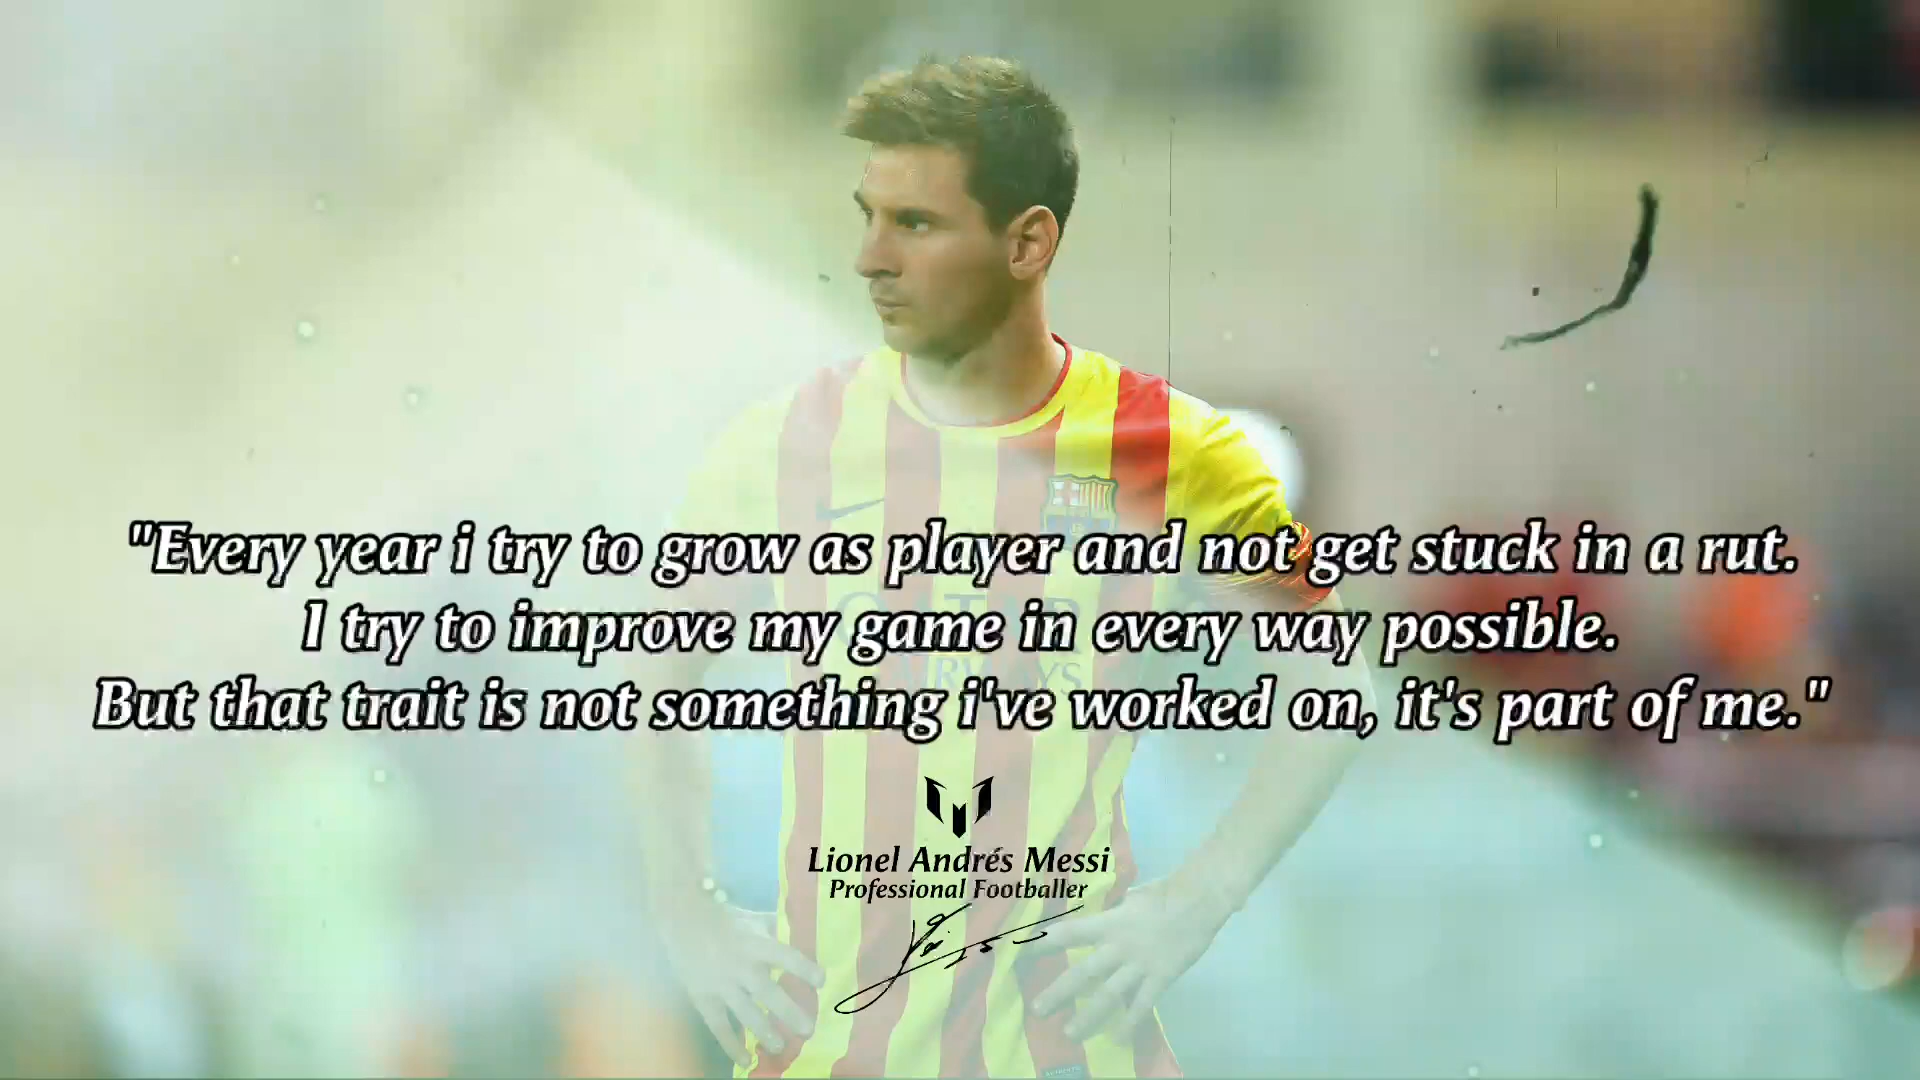 "Every year i try to grow as player and not get stuck in a rut.
I try to improve my game in every way possible.
But that trait is not something i've worked on, it's part of me."
QATAR
AIRWAYS
Lionel Andrés Messi
Professional Footballer